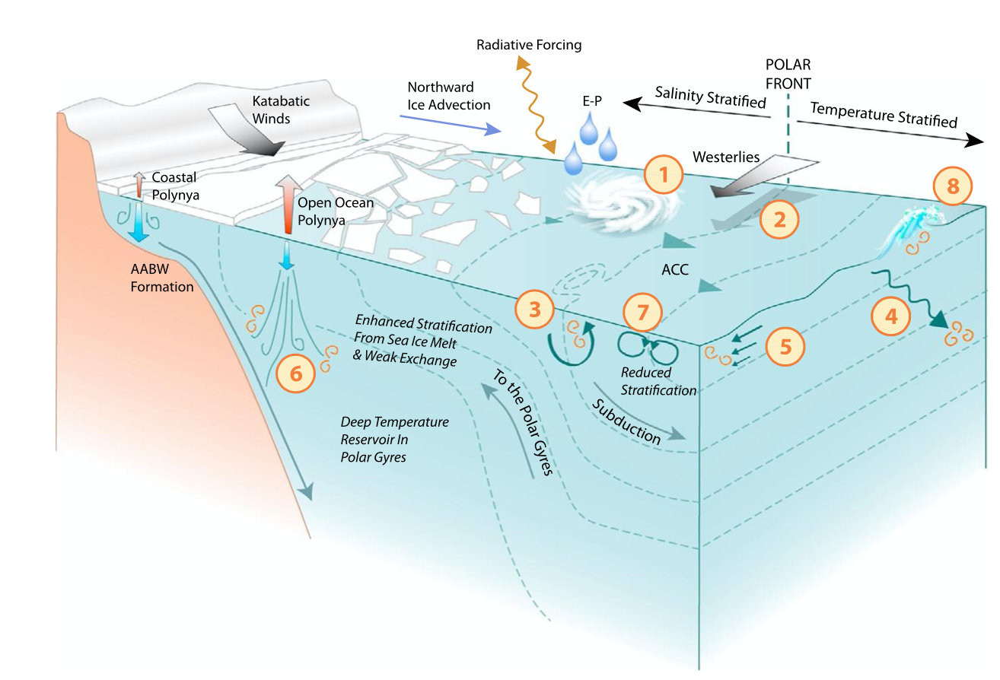 Radiative Forcing
POLAR
FRONT
Northward
Ice Advection
E-P
Salinity Stratified
Temperature Stratified
Katabatic
Winds
Westerlies
1
8
Coastal
Polynya
Open Ocean
Polynya
2
AABW
Formation
ACC
3
7
4
Enhanced Stratification
From Sea Ice Melt
& Weak Exchange
5
6
Reduced
Stratification
To the Polar Gyres
Subduction
Deep Temperature
Reservoir In
Polar Gyres